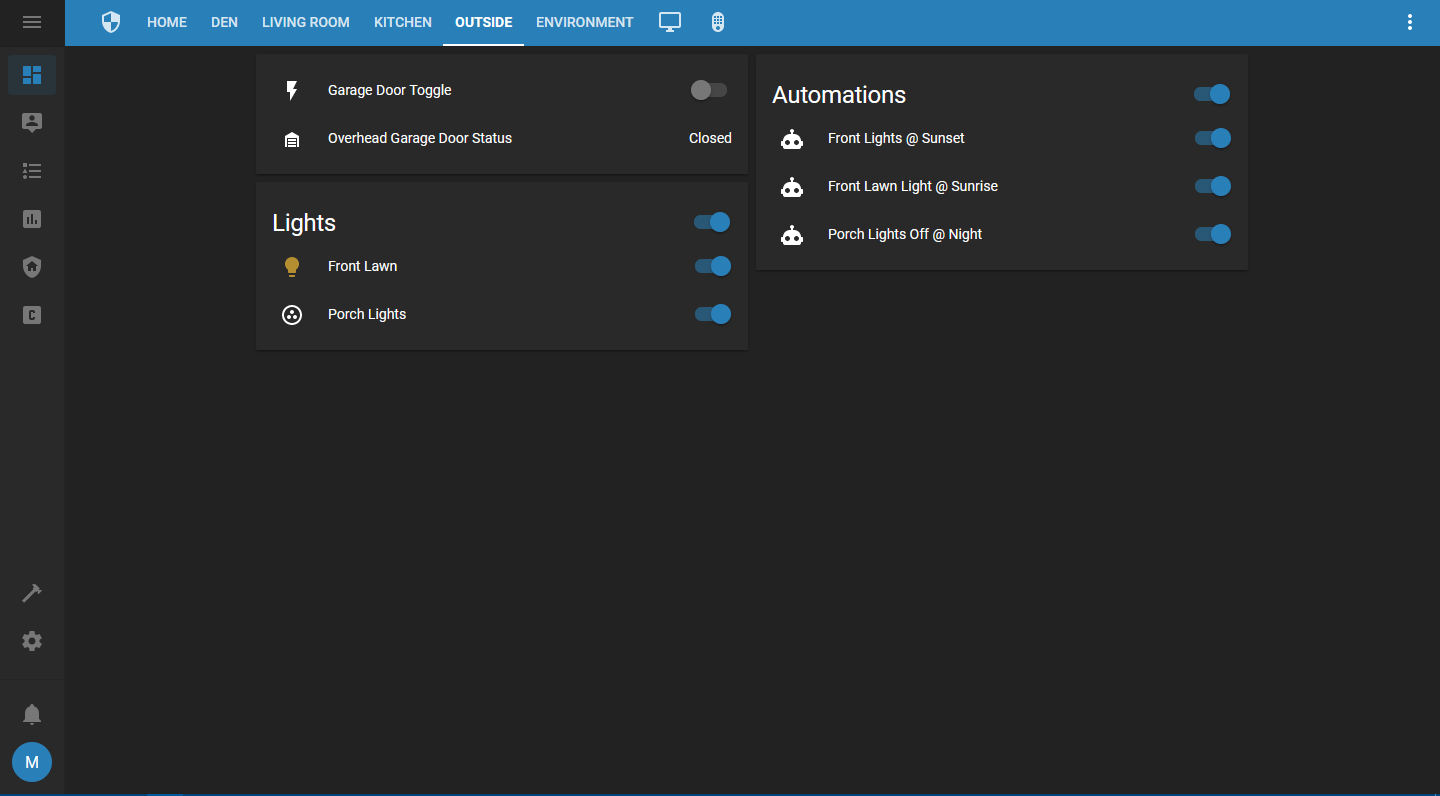 HOME DEN LIVING ROOM KITCHEN OUTSIDE ENVIRONMENT
Garage Door Toggle
Overhead Garage Door Status Closed
Lights
Front Lawn
Porch Lights
Automations
Front Lights @ Sunset
Front Lawn Light @ Sunrise
Porch Lights Off @ Night
C
M